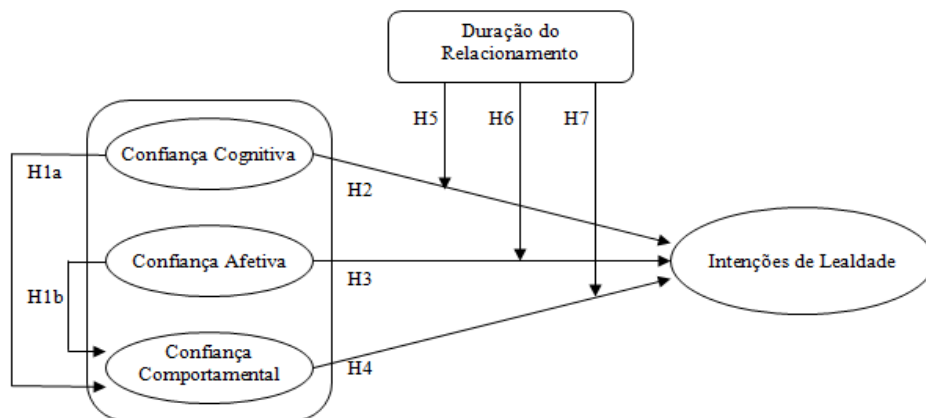 Duração do
Relacionamento
H5
H6
H7
Confiança Cognitiva
H1a
H2
Confiança Afetiva
Intenções de Lealdade
H1b
H3
Confiança
Comportamental
H4